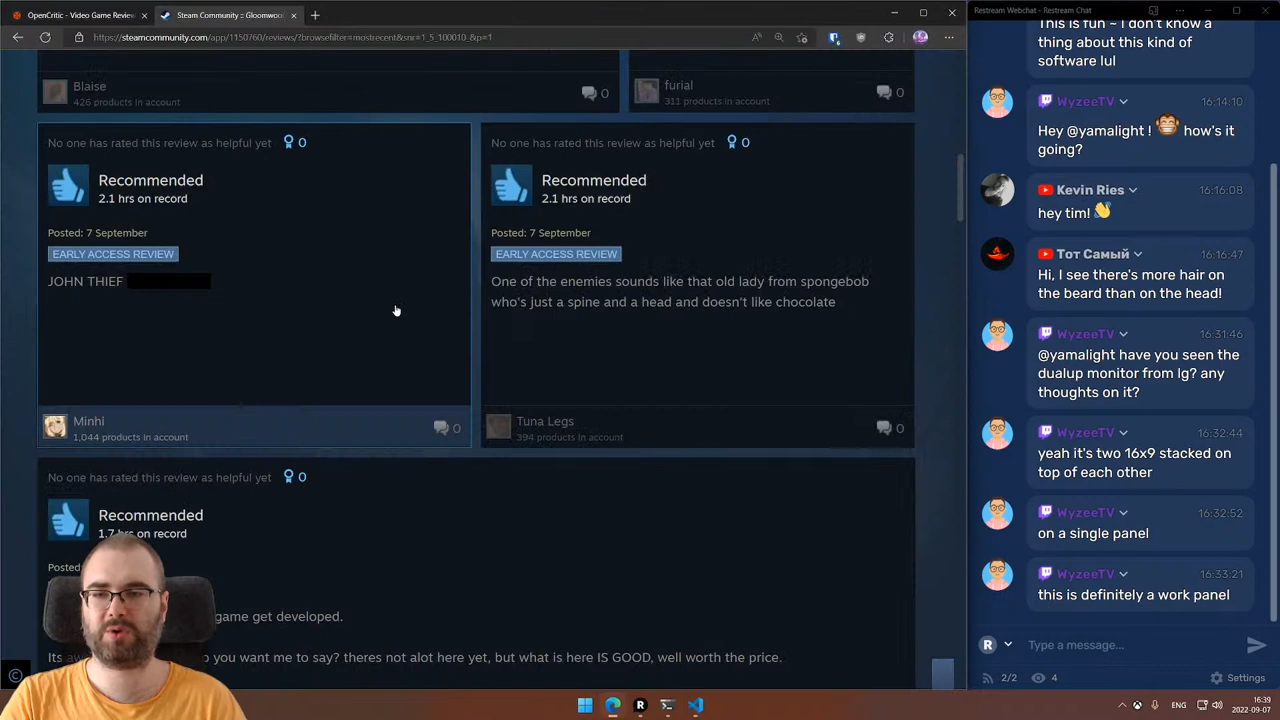 OpenCritic - Video Game Review
Steam Community :: Gloomwoo
https://steamcommunity.com/app/1150760/reviews/?browsefilter=mostrecent&snr=1_5_100010_&p=1
Restream Webchat - Restream Chat
Blaise
426 products in account
0
furial
311 products in account
0
No one has rated this review as helpful yet 0
Recommended
2.1 hrs on record
Posted: 7 September
EARLY ACCESS REVIEW
JOHN THIEF
Minhi
1,044 products in account
0
No one has rated this review as helpful yet 0
Recommended
2.1 hrs on record
Posted: 7 September
EARLY ACCESS REVIEW
One of the enemies sounds like that old lady from spongebob
who's just a spine and a head and doesn't like chocolate
Tuna Legs
394 products in account
0
No one has rated this review as helpful yet 0
Recommended
1.7 hrs on record
Posted
game get developed.
Its you want me to say? theres not alot here yet, but what is here IS GOOD, well worth the price.
This is fun ~ I don't know a
thing about this kind of
software lul
WyzeeTV 16:14:10
Hey @yamalight ! how's it
going?
Kevin Ries 16:16:08
hey tim!
Тот Самый 16:16:47
Hi, I see there's more hair on
the beard than on the head!
WyzeeTV 16:31:46
@yamalight have you seen the
dualup monitor from lg? any
thoughts on it?
WyzeeTV 16:32:44
yeah it's two 16x9 stacked on
top of each other
WyzeeTV 16:32:52
on a single panel
WyzeeTV 16:33:21
this is definitely a work panel
R Type a message...
2/2 4 Settings
ENG 16:39
2022-09-07